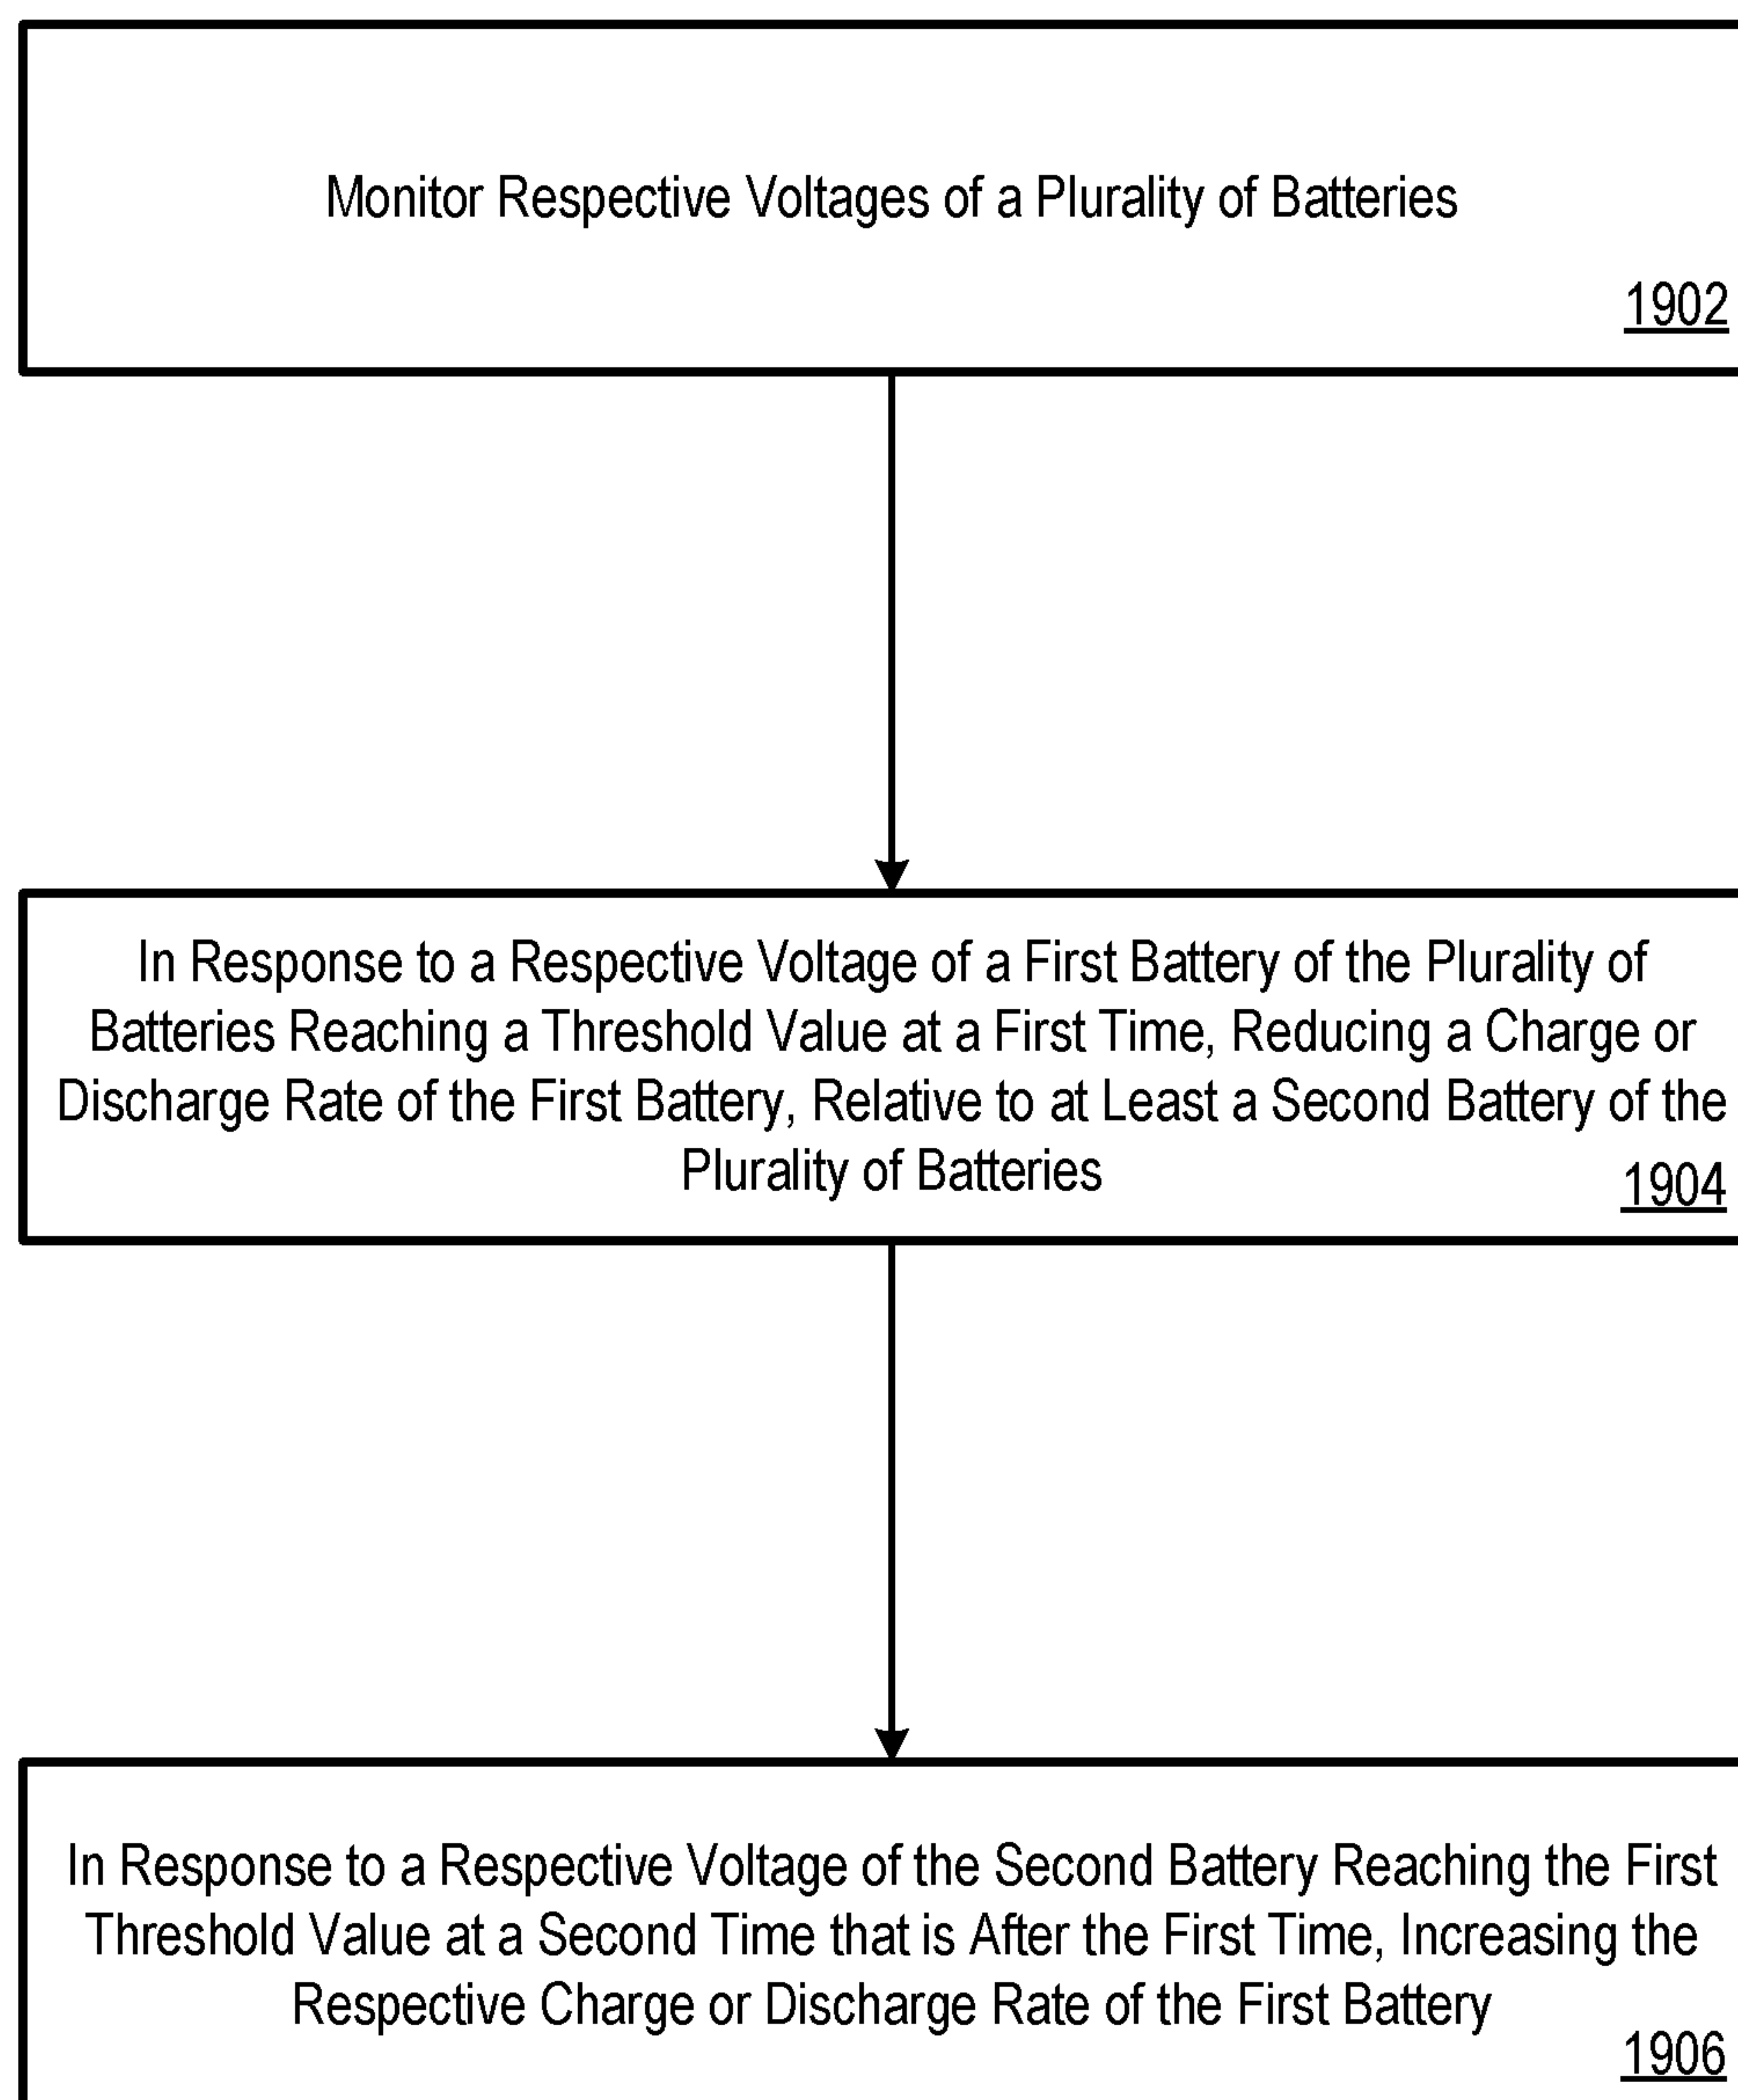 Monitor Respective Voltages of a Plurality of Batteries
1902
In Response to a Respective Voltage of a First Battery of the Plurality of
Batteries Reaching a Threshold Value at a First Time, Reducing a Charge or
Discharge Rate of the First Battery, Relative to at Least a Second Battery of the
Plurality of Batteries
1904
In Response to a Respective Voltage of the Second Battery Reaching the First
Threshold Value at a Second Time that is After the First Time, Increasing the
Respective Charge or Discharge Rate of the First Battery
1906